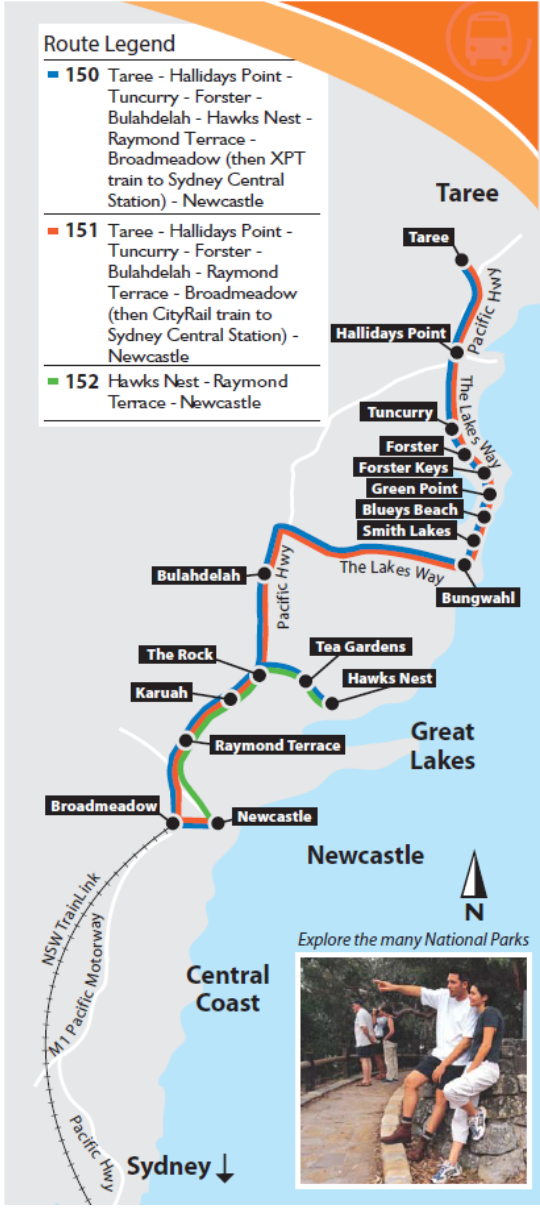 Route Legend
150 Taree - Hallidays Point -
Tuncurry - Forster -
Bulahdelah - Hawks Nest -
Raymond Terrace -
Broadmeadow (then XPT
train to Sydney Central
Station) - Newcastle
151 Taree - Hallidays Point -
Tuncurry - Forster -
Bulahdelah - Raymond
Terrace - Broadmeadow
(then CityRail train to
Sydney Central Station) -
Newcastle
152 Hawks Nest - Raymond
Terrace - Newcastle
Taree
Taree
Pacific Hwy
Hallidays Point
The Lakes Way
Tuncurry
Forster
Forster Keys
Green Point
Blueys Beach
Smith Lakes
The Lakes Way
Bungwahl
Pacific Hwy
Bulahdelah
The Rock
Tea Gardens
Hawks Nest
Karuah
Raymond Terrace
Great
Lakes
Broadmeadow
Newcastle
Newcastle
N
NSW TrainLink
M1 Pacific Motorway
Explore the many National Parks
Central
Coast
Pacific Hwy
Sydney